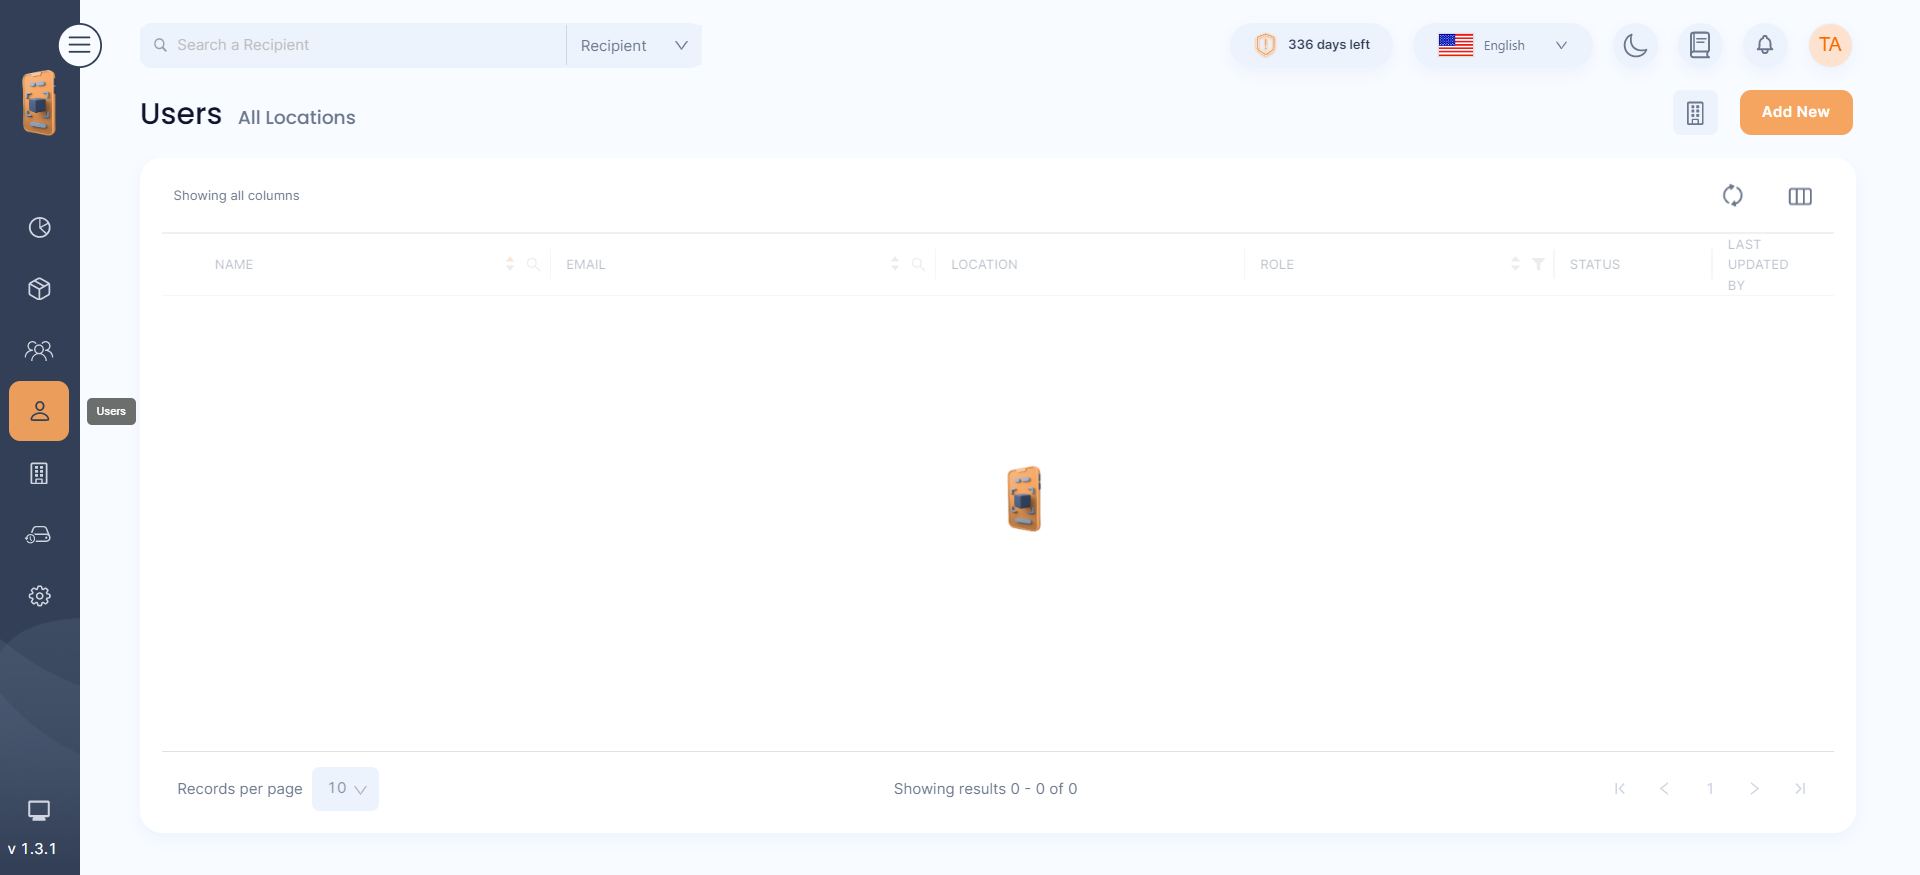 Search a Recipient
Recipient
336 days left
English
TA
Users
All Locations
Add New
Showing all columns
NAME
EMAIL
LOCATION
ROLE
STATUS
LAST
UPDATED
BY
Users
Records per page
10
Showing results 0 - 0 of 0
1
v 1.3.1